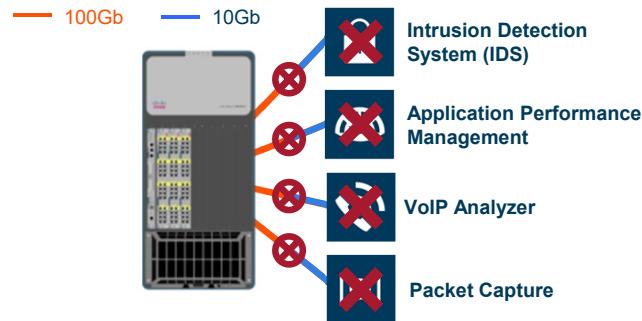 100Gb
10Gb
Intrusion Detection
System (IDS)
Application Performance
Management
VoIP Analyzer
Packet Capture